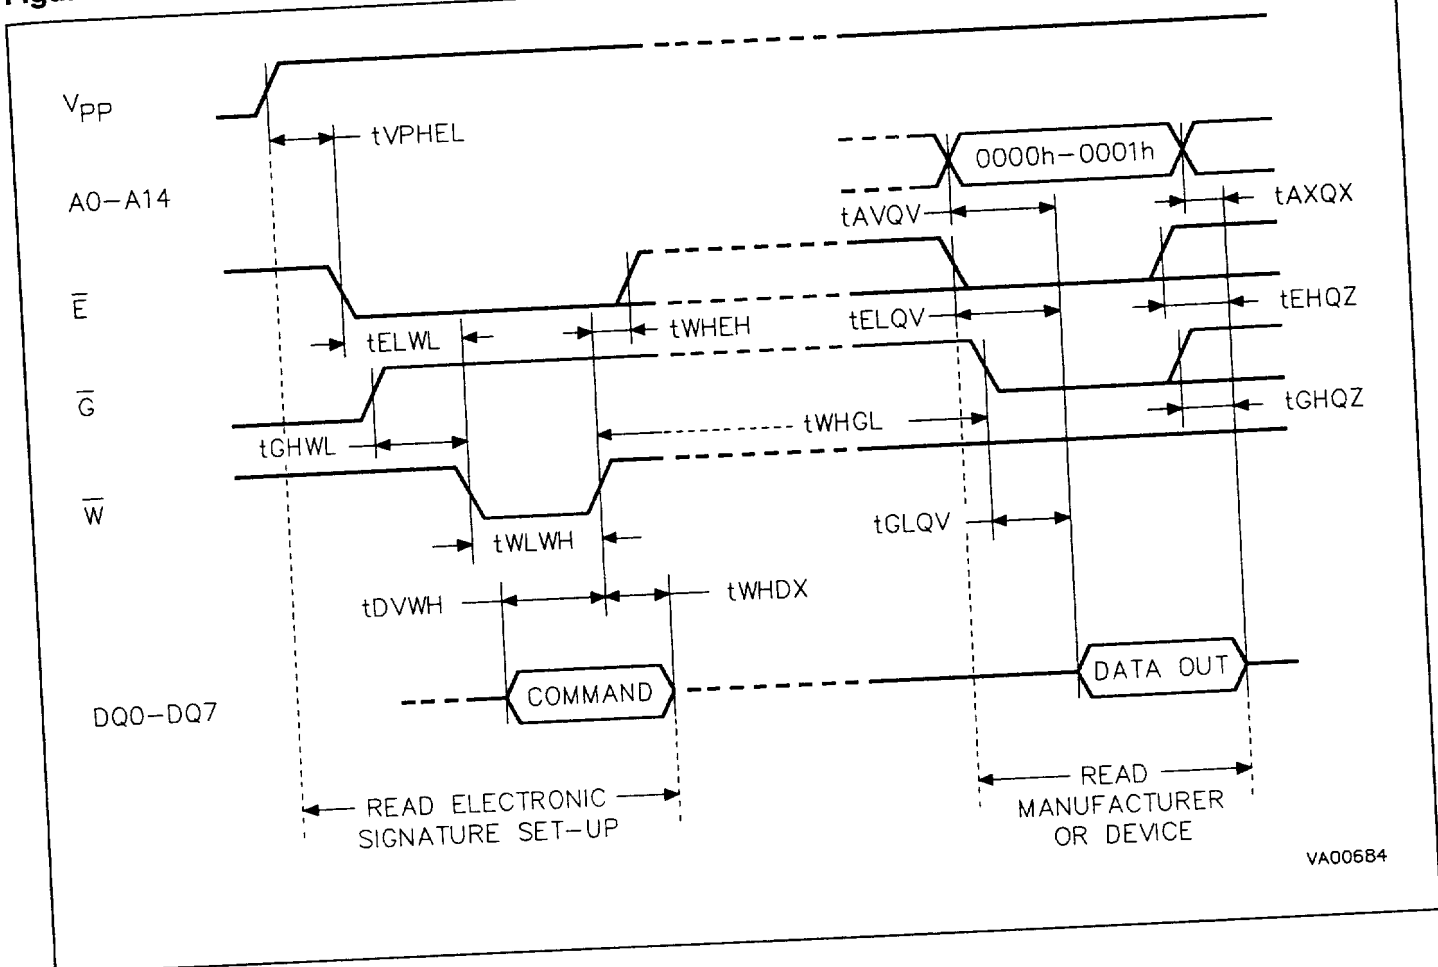 VPP
tVPHEL
A0-A14
0000h-0001h
tAVQV
tAXQX
E
tELWL
tWHEH
tELQV
tEHQZ
G
tGHWL
tWHGL
tGHQZ
W
tWLWH
tGLQV
tDVWH
tWHDX
DQ0-DQ7
COMMAND
DATA OUT
READ ELECTRONIC
SIGNATURE SET-UP
READ
MANUFACTURER
OR DEVICE
VA00684